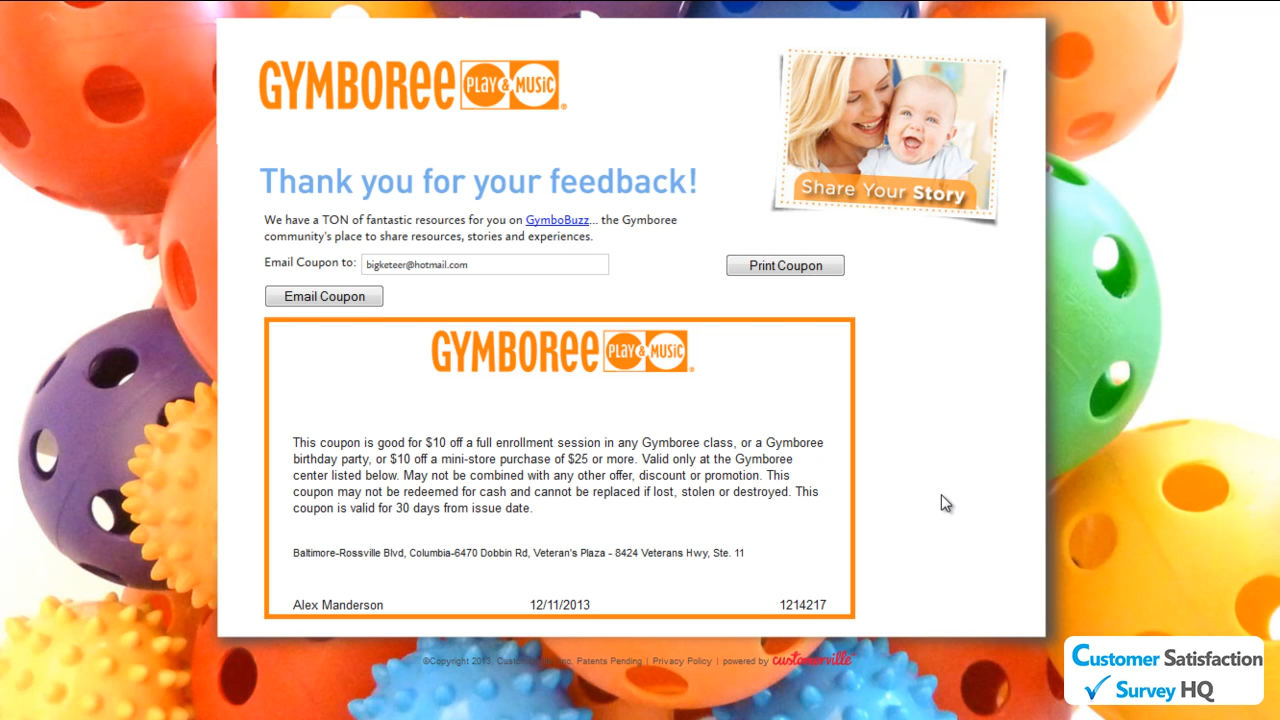 GYMBOREE PLAY & MUSIC ®
Share Your Story
Thank you for your feedback!
We have a TON of fantastic resources for you on GymboBuzz... the Gymboree
community's place to share resources, stories and experiences.
Email Coupon to: bigketeer@hotmail.com
Print Coupon
Email Coupon
GYMBOREE PLAY & MUSIC ®
This coupon is good for $10 off a full enrollment session in any Gymboree class, or a Gymboree
birthday party, or $10 off a mini-store purchase of $25 or more. Valid only at the Gymboree
center listed below. May not be combined with any other offer, discount or promotion. This
coupon may not be redeemed for cash and cannot be replaced if lost, stolen or destroyed. This
coupon is valid for 30 days from issue date.
Baltimore-Rossville Blvd, Columbia-6470 Dobbin Rd, Veteran's Plaza - 8424 Veterans Hwy, Ste. 11
Alex Manderson 12/11/2013 1214217
©Copyright 2013, Inc. Patents Pending | Privacy Policy | powered by customerville
Customer Satisfaction
Survey HQ